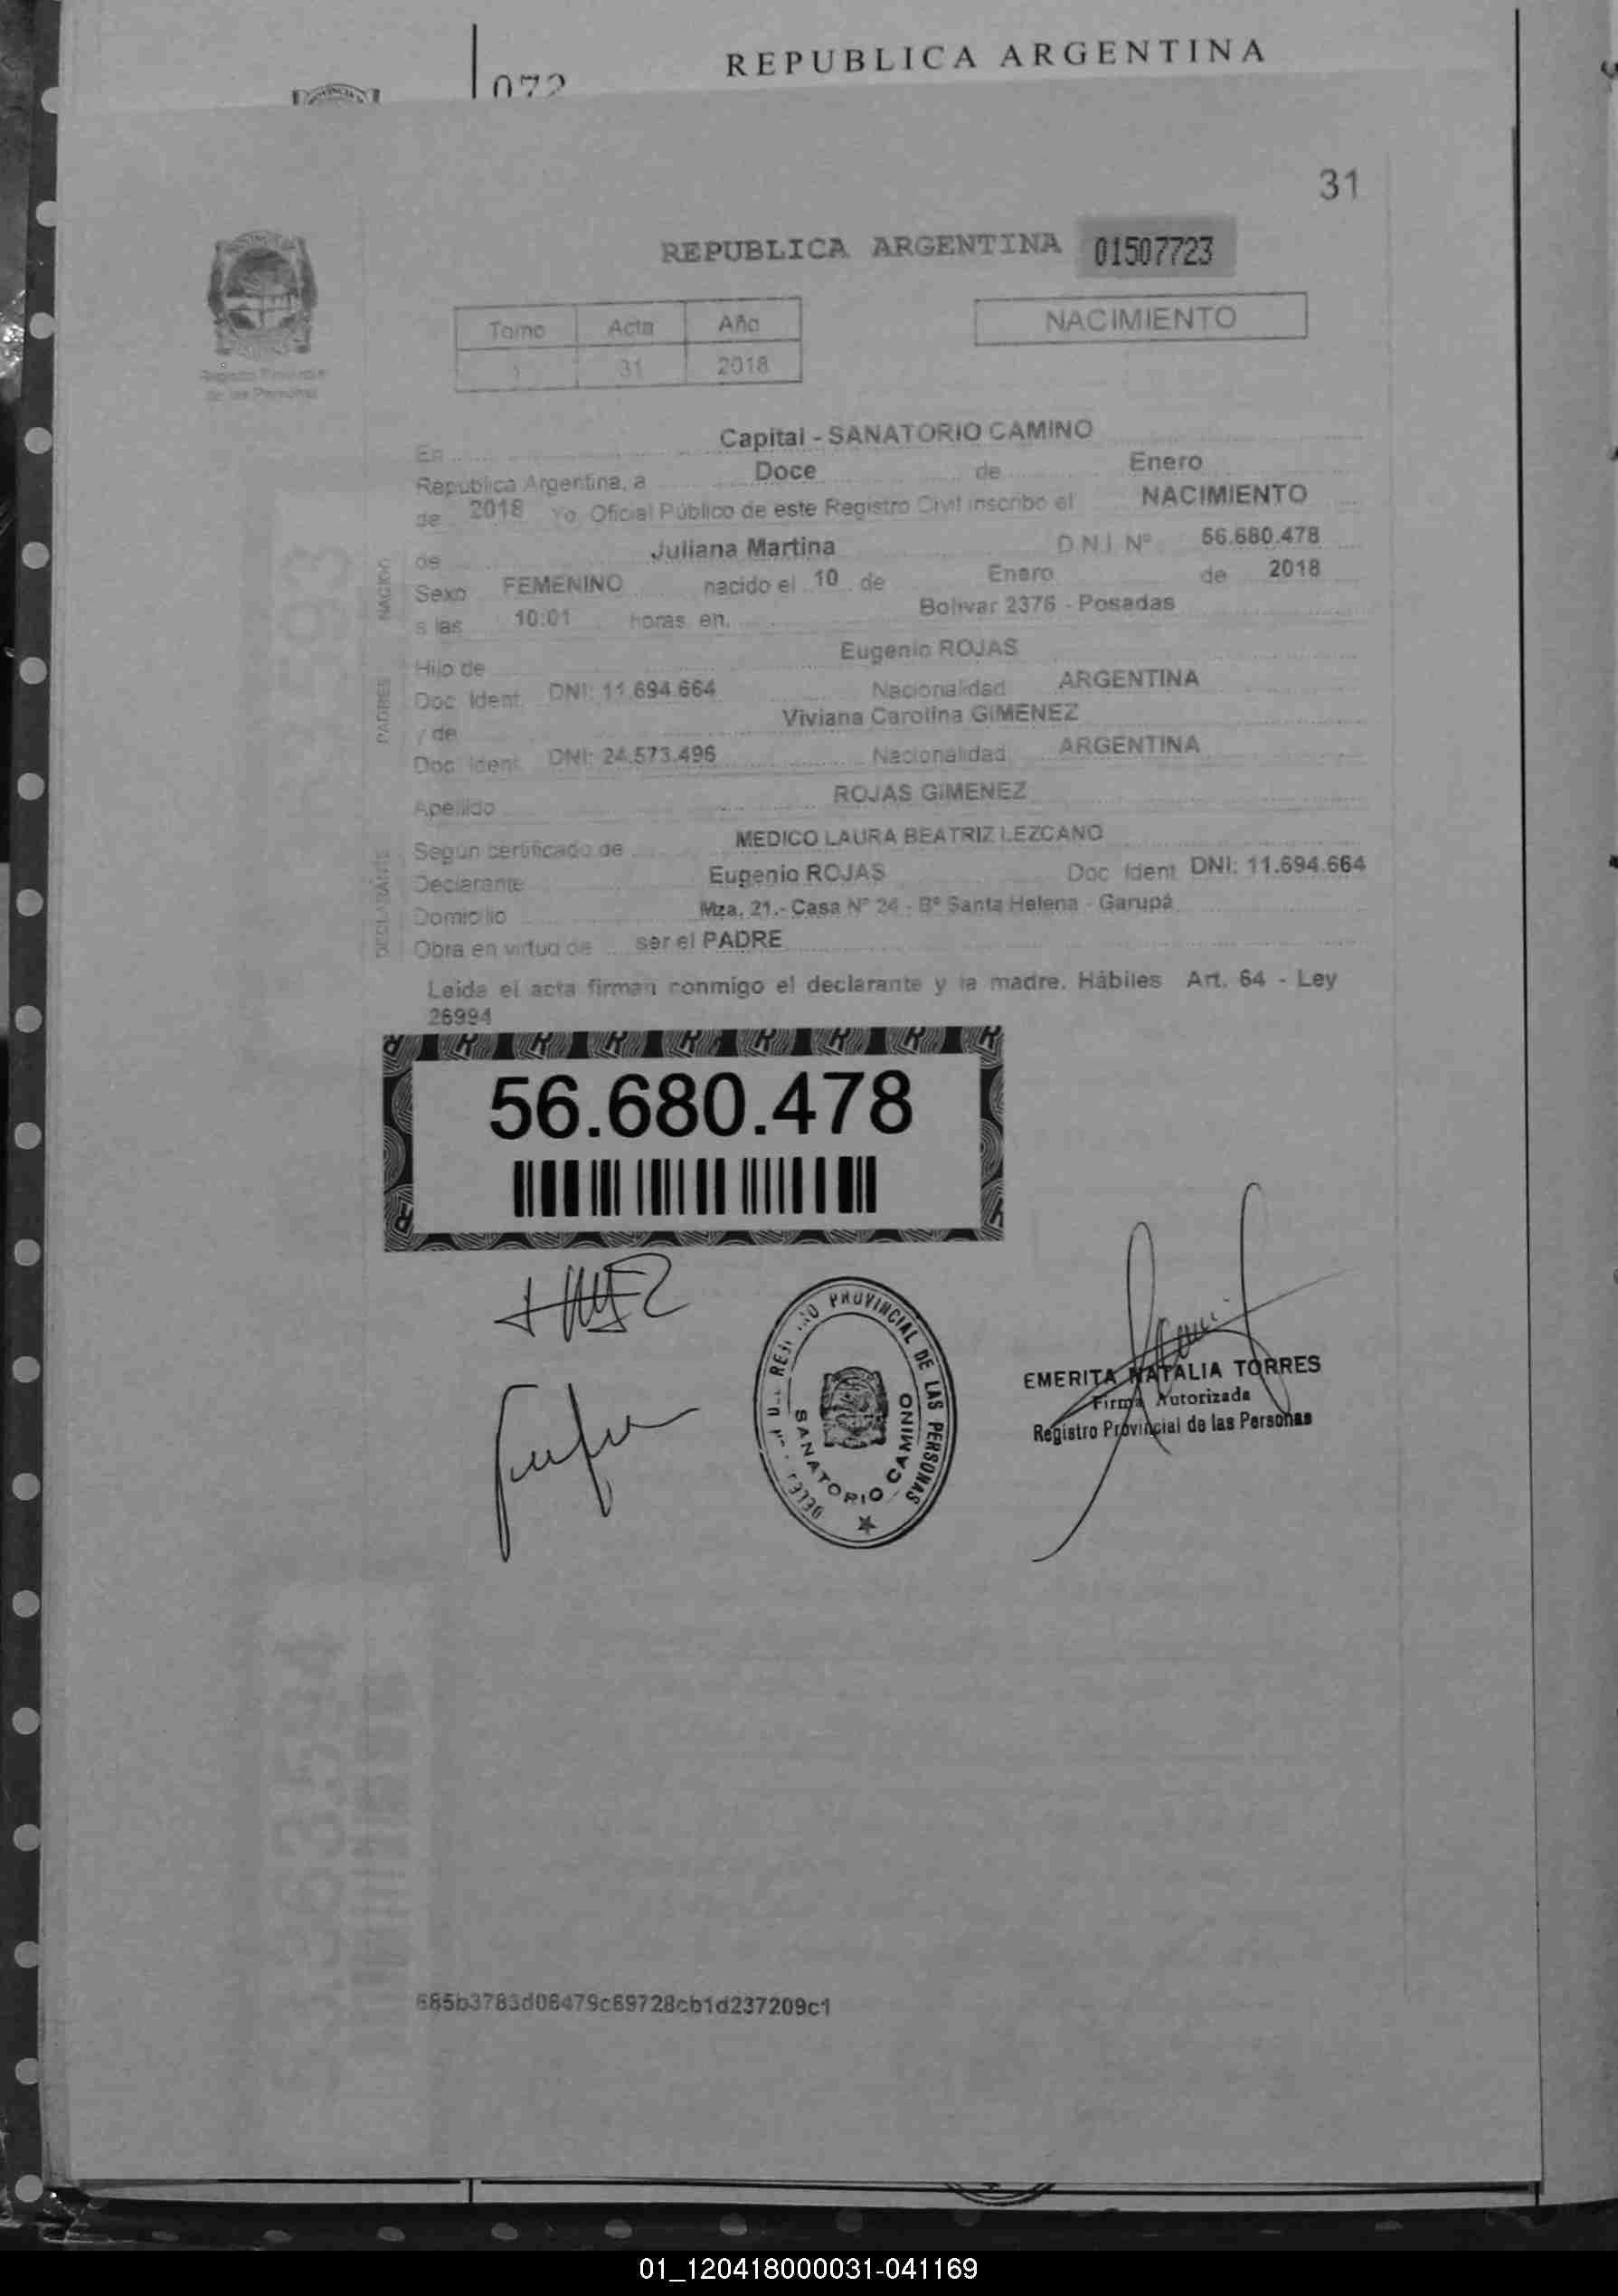 072
REPUBLICA ARGENTINA
31
REPUBLICA ARGENTINA 01507723
Tomo Acta Año
1 31 2018
NACIMIENTO
Registro Provincial
de las Personas
En Capital - SANATORIO CAMINO
Republica Argentina, a Doce de Enero
de 2018 Yo Oficial Público de este Registro Civil inscribo el NACIMIENTO
NACIDO
de Juliana Martina D N I Nº 56.680.478
Sexo FEMENINO nacido el 10 de Enero de 2018
a las 10:01 horas en. Bolivar 2376 - Posadas
PADRES
Hijo de Eugenio ROJAS
Doc Ident DNI: 11.694.664 Nacionalidad ARGENTINA
y de Viviana Carolina GIMENEZ
Doc Ident DNI: 24.573.496 Nacionalidad ARGENTINA
Apellido ROJAS GIMENEZ
DECLARANTE
Según certificado de MEDICO LAURA BEATRIZ LEZCANO
Declarante Eugenio ROJAS Doc Ident DNI: 11.694.664
Domicilio Mza. 21.- Casa Nº 24 - Bº Santa Helena - Garupá
Obra en virtud de ser el PADRE
Leida el acta firman conmigo el declarante y la madre. Hábiles Art. 64 - Ley
26994
56.680.478
PROVINCIAL DE LAS PERSONAS
SANATORIO CAMINO
EMERITA NATALIA TORRES
Firma Autorizada
Registro Provincial de las Personas
685b3783d08479c69728cb1d237209c1
01_120418000031-041169